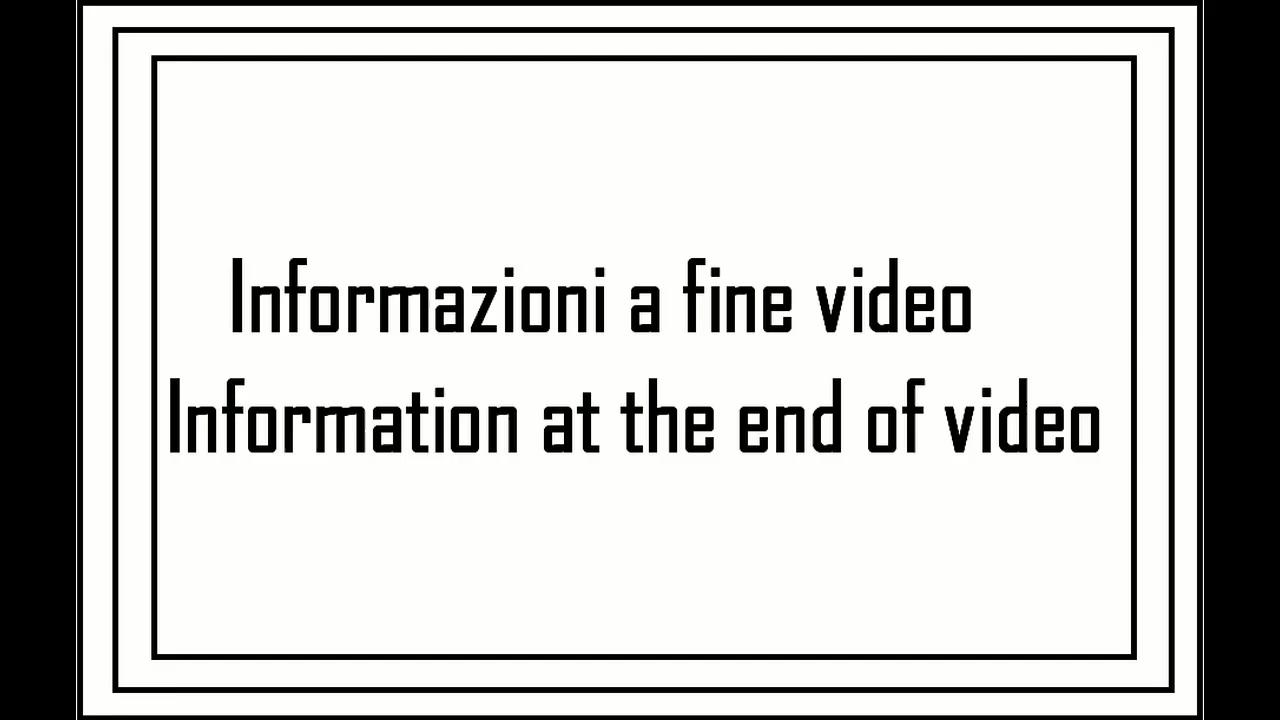 Informazioni a fine video
Information at the end of video